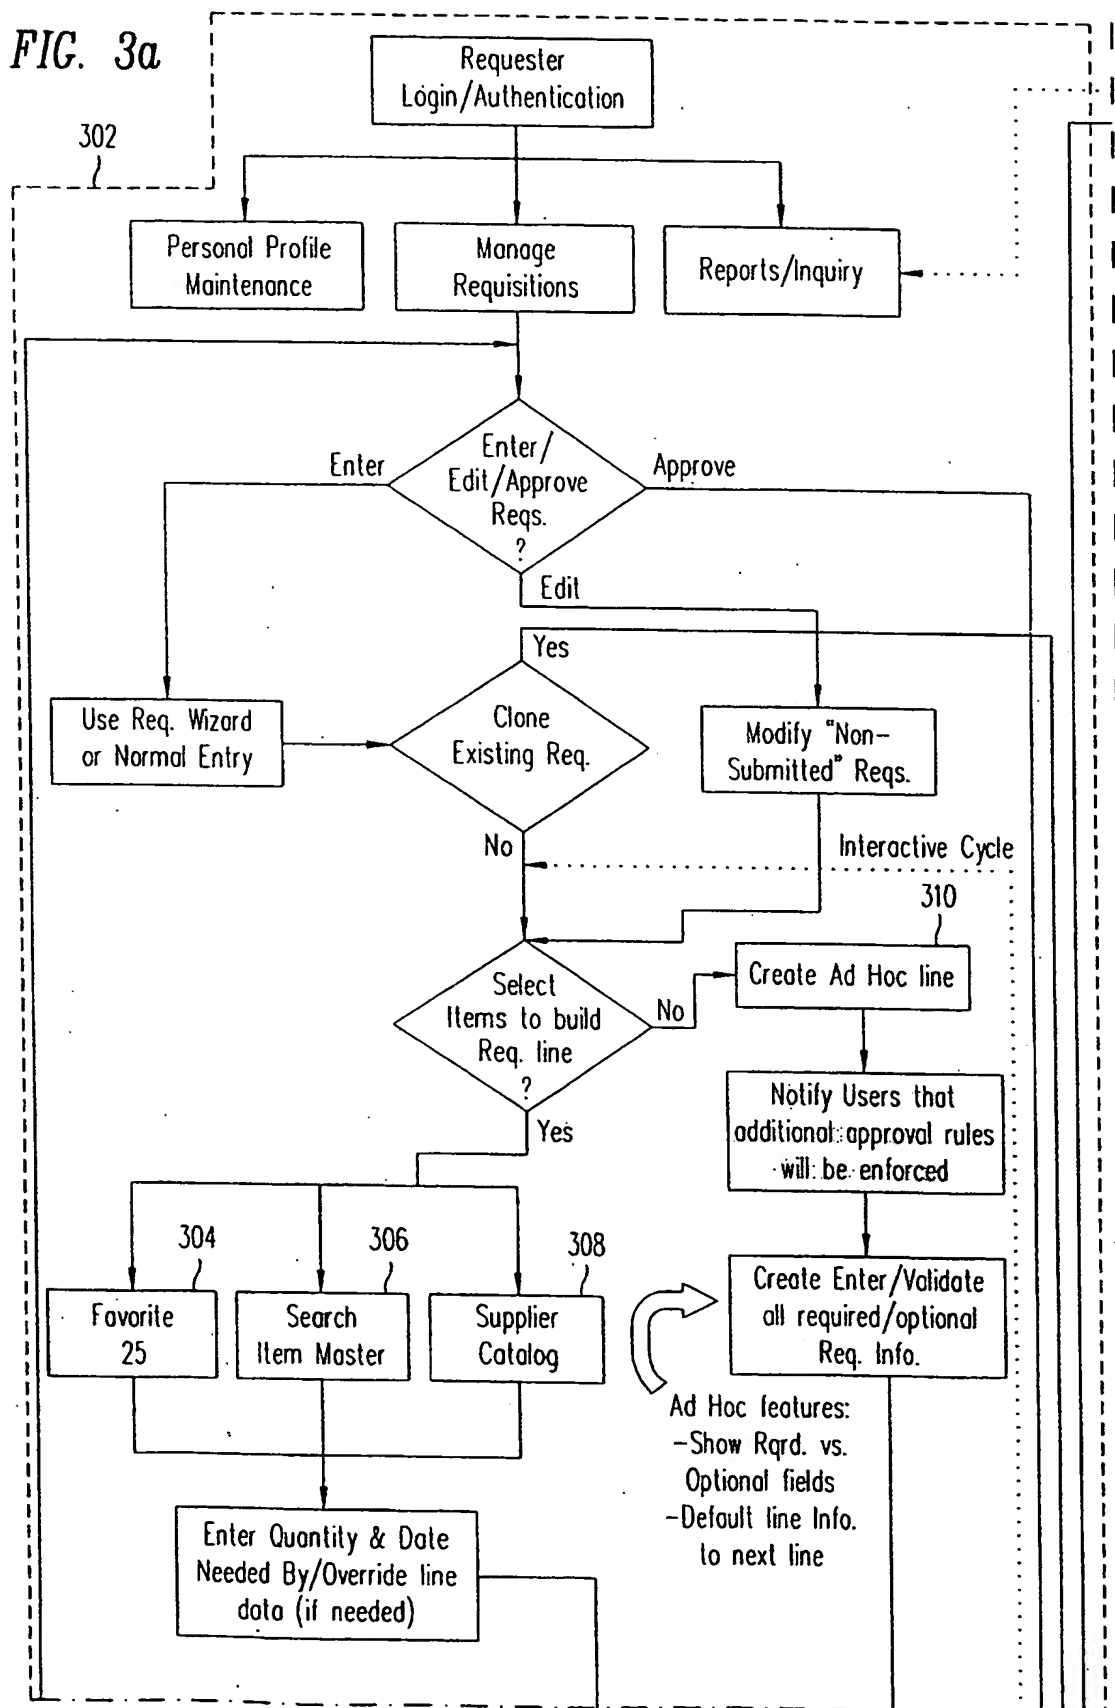 FIG. 3a
Requester
Login/Authentication
302
Personal Profile
Maintenance
Manage
Requisitions
Reports/Inquiry
Enter/
Edit/Approve
Reqs.
?
Enter
Approve
Edit
Yes
Use Req. Wizard
or Normal Entry
Clone
Existing Req.
Modify "Non-
Submitted" Reqs.
No
Interactive Cycle
310
Select
Items to build
Req. line
?
No
Create Ad Hoc line
Yes
Notify Users that
additional approval rules
will be enforced
304
306
308
Favorite
25
Search
Item Master
Supplier
Catalog
Create Enter/Validate
all required/optional
Req. Info.
Ad Hoc features:
-Show Rqrd. vs.
Optional fields
-Default line Info.
to next line
Enter Quantity & Date
Needed By/Override line
data (if needed)